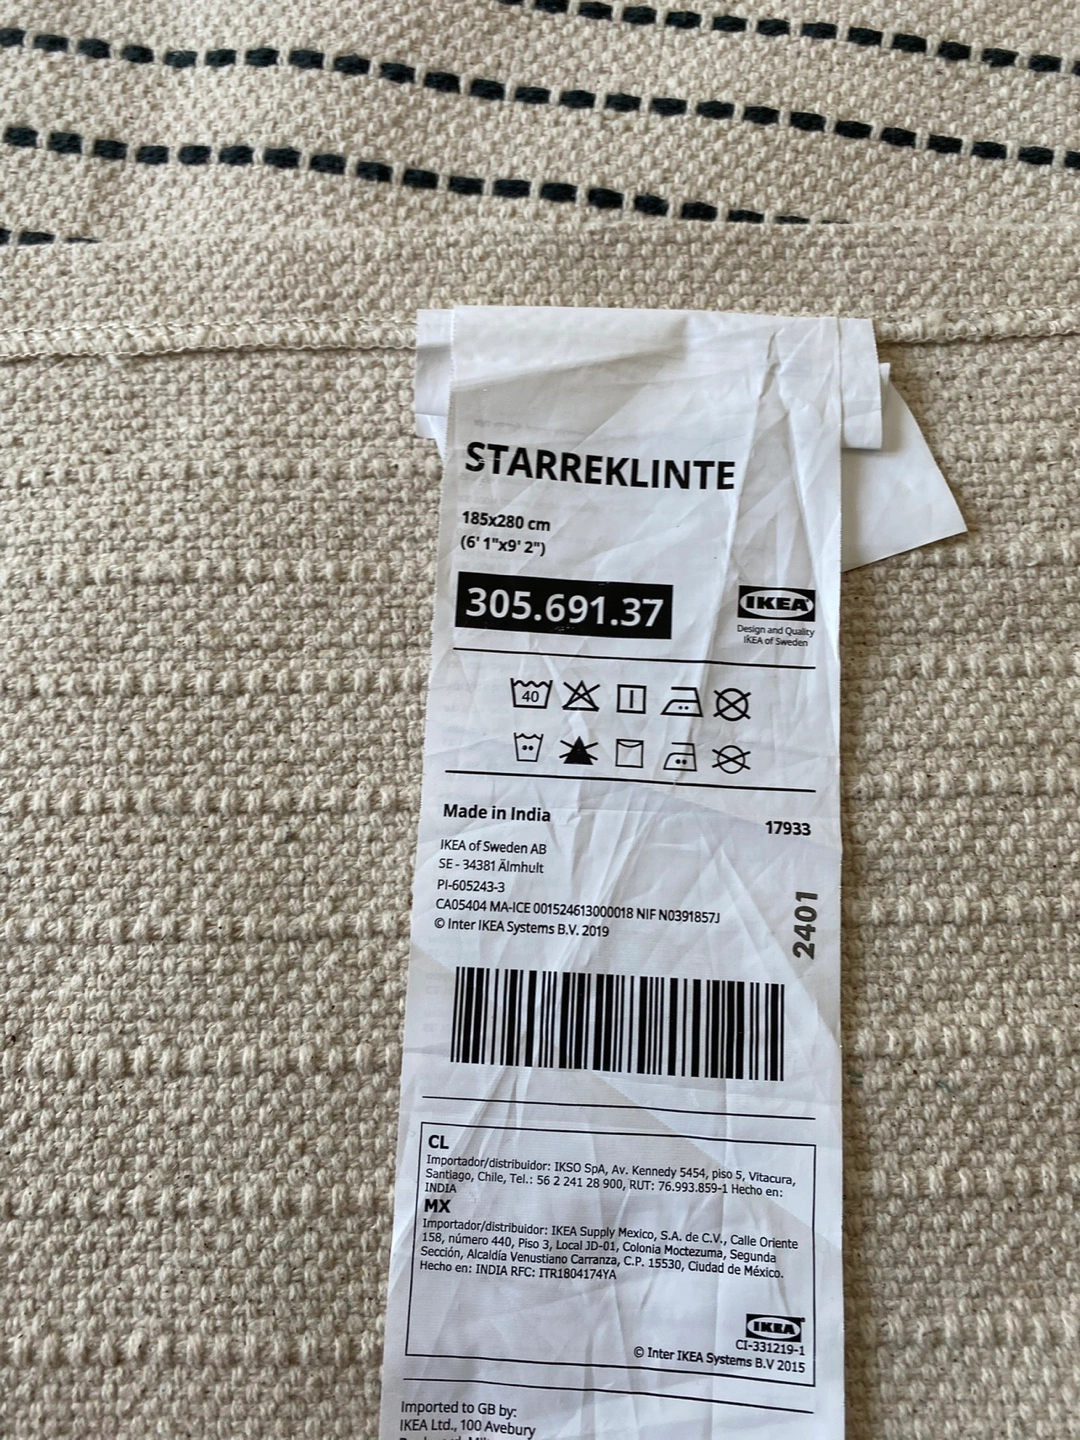 STARREKLINTE
185x280 cm
(6' 1"x9' 2")
305.691.37
IKEA
Design and Quality
IKEA of Sweden
40
Made in India
17933
IKEA of Sweden AB
SE - 34381 Älmhult
PI-605243-3
CA05404 MA-ICE 001524613000018 NIF N0391857J
© Inter IKEA Systems B.V. 2019
2401
CL
Importador/distribuidor: IKSO SpA, Av. Kennedy 5454, piso 5, Vitacura,
Santiago, Chile, Tel.: 56 2 241 28 900, RUT: 76.993.859-1 Hecho en:
INDIA
MX
Importador/distribuidor: IKEA Supply Mexico, S.A. de C.V., Calle Oriente
158, número 440, Piso 3, Local JD-01, Colonia Moctezuma, Segunda
Sección, Alcaldía Venustiano Carranza, C.P. 15530, Ciudad de México.
Hecho en: INDIA RFC: ITR1804174YA
IKEA
CI-331219-1
© Inter IKEA Systems B.V 2015
Imported to GB by:
IKEA Ltd., 100 Avebury